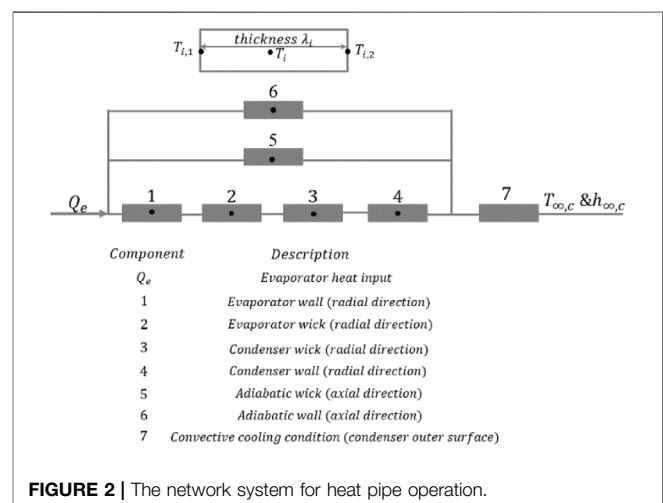 thickness λ_i
T_{i,1} T_i T_{i,2}
6
5
Q_e 1 2 3 4 7 T_{∞,c} &h_{∞,c}
Component Description
Q_e Evaporator heat input
1 Evaporator wall (radial direction)
2 Evaporator wick (radial direction)
3 Condenser wick (radial direction)
4 Condenser wall (radial direction)
5 Adiabatic wick (axial direction)
6 Adiabatic wall (axial direction)
7 Convective cooling condition (condenser outer surface)
FIGURE 2 | The network system for heat pipe operation.